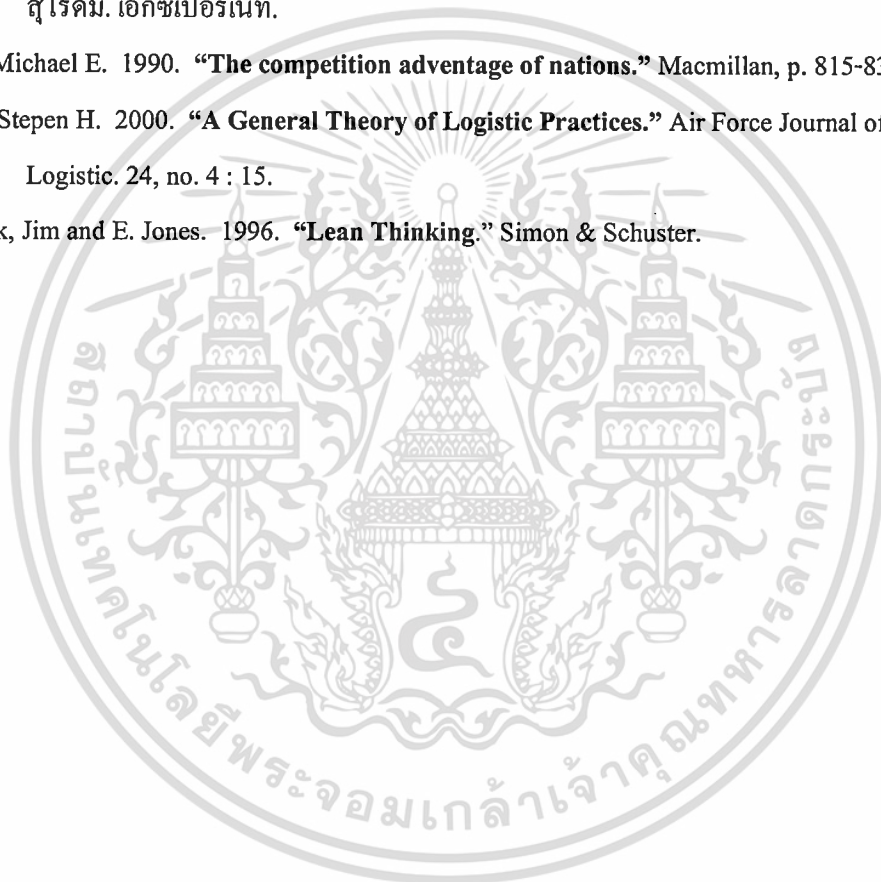 สุโรคม. เอ็กซเปอร์เน็ท.
Michael E. 1990. “The competition adventage of nations.” Macmillan, p. 815-83
Stepen H. 2000. “A General Theory of Logistic Practices.” Air Force Journal of
Logistic. 24, no. 4 : 15.
k, Jim and E. Jones. 1996. “Lean Thinking.” Simon & Schuster.
สถาบันเทคโนโลยีพระจอมเกล้าเจ้าคุณทหารลาดกระบัง